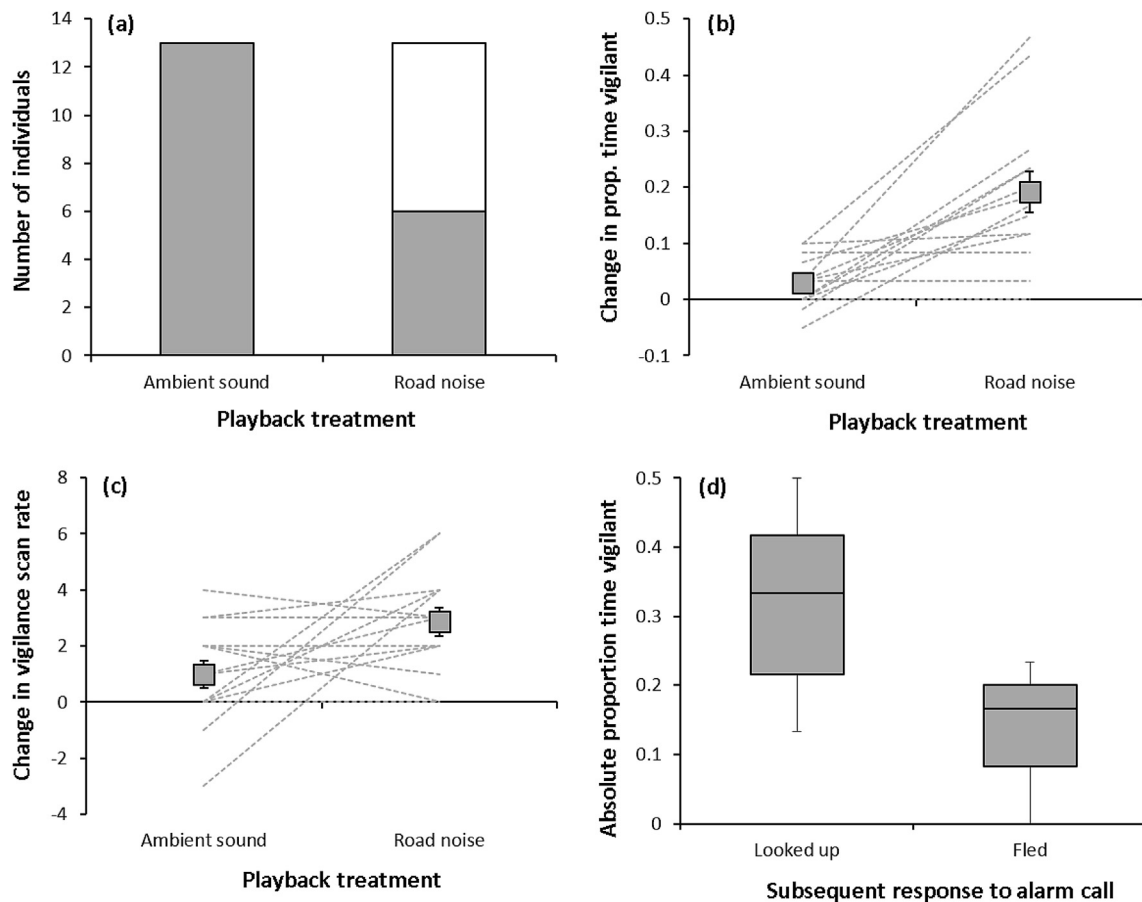 (a)
Number of individuals
14
12
10
8
6
4
2
0
Ambient sound
Road noise
Playback treatment
(b)
Change in prop. time vigilant
0.5
0.4
0.3
0.2
0.1
0
-0.1
Ambient sound
Road noise
Playback treatment
(c)
Change in vigilance scan rate
8
6
4
2
0
-2
-4
Ambient sound
Road noise
Playback treatment
(d)
Absolute proportion time vigilant
0.5
0.4
0.3
0.2
0.1
0
Looked up
Fled
Subsequent response to alarm call